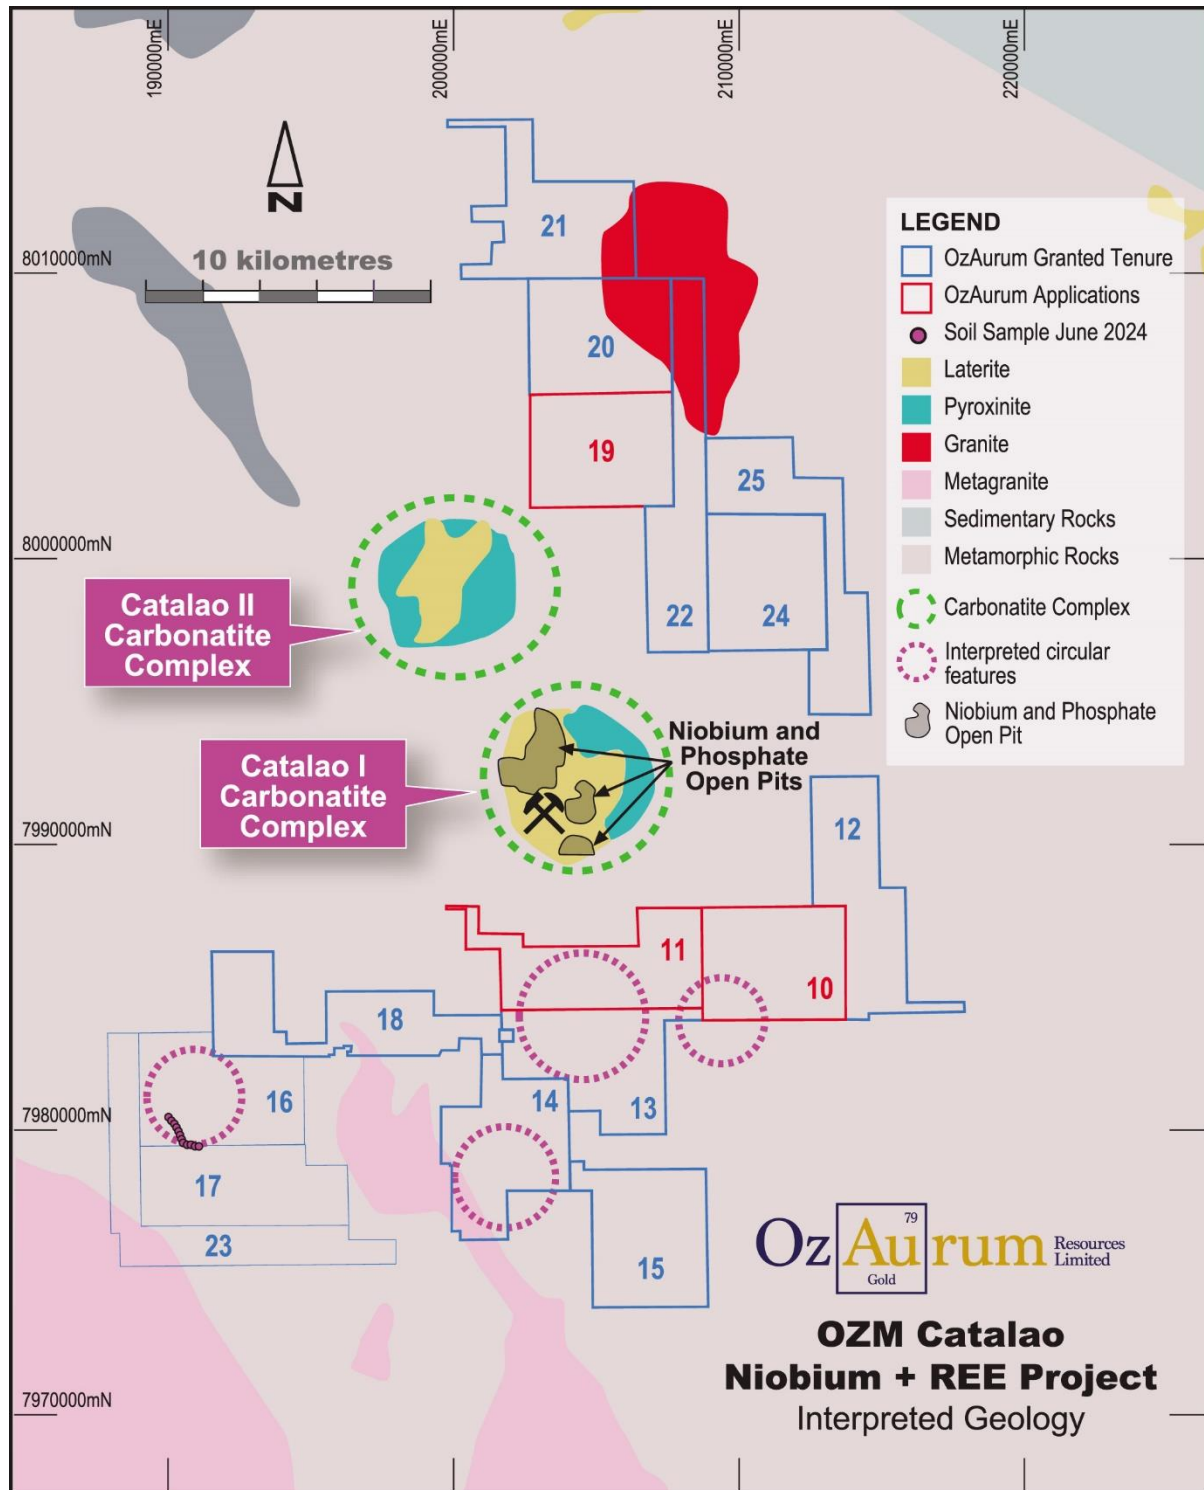 190000mE
200000mE
210000mE
220000mE
N
10 kilometres
8010000mN
8000000mN
7990000mN
7980000mN
7970000mN
LEGEND
OzAurum Granted Tenure
OzAurum Applications
Soil Sample June 2024
Laterite
Pyroxinite
Granite
Metagranite
Sedimentary Rocks
Metamorphic Rocks
Carbonatite Complex
Interpreted circular
features
Niobium and Phosphate
Open Pit
21
20
19
25
22
24
Catalao II
Carbonatite
Complex
Catalao I
Carbonatite
Complex
Niobium and
Phosphate
Open Pits
12
11
10
18
16
14
13
17
23
15
79
OzAurum
Gold
Resources
Limited
OZM Catalao
Niobium + REE Project
Interpreted Geology